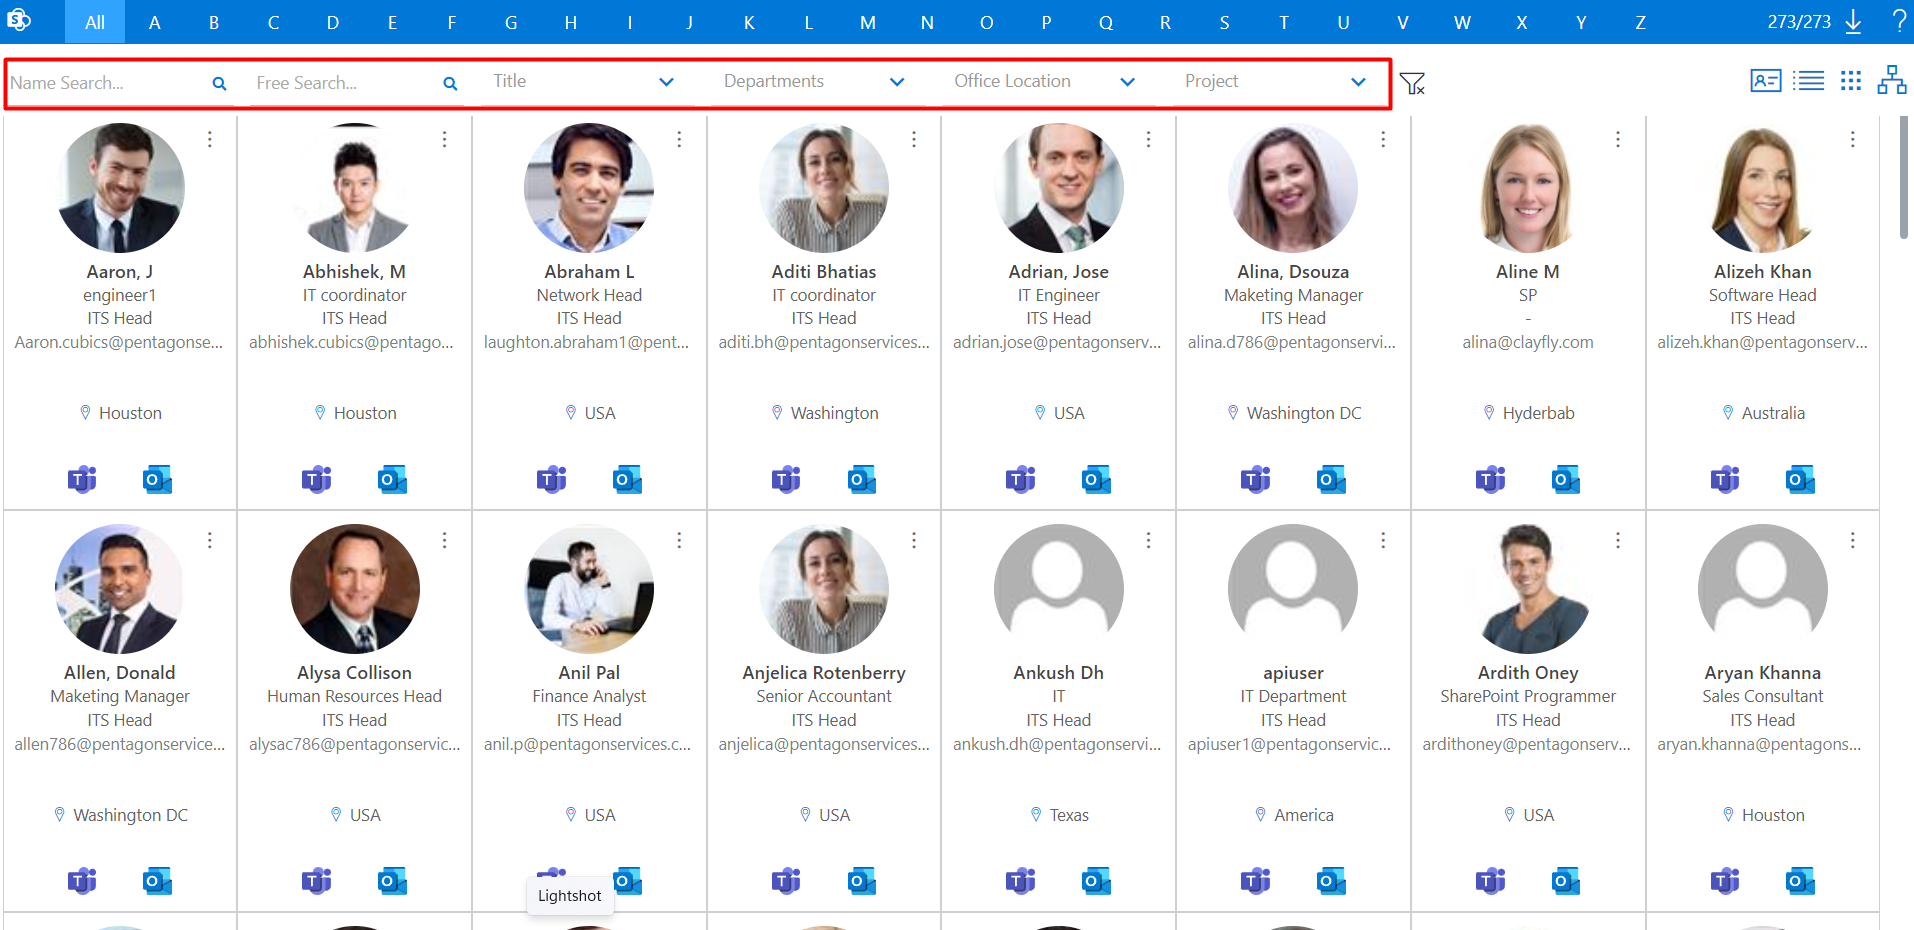 All A B C D E F G H I J K L M N O P Q R S T U V W X Y Z 273/273 ?
Name Search... Free Search... Title Departments Office Location Project
Aaron, J
engineer1
ITS Head
Aaron.cubics@pentagonse...
Houston
Abhishek, M
IT coordinator
ITS Head
abhishek.cubics@pentago...
Houston
Abraham L
Network Head
ITS Head
laughton.abraham1@pent...
USA
Aditi Bhatias
IT coordinator
ITS Head
aditi.bh@pentagonservices...
Washington
Adrian, Jose
IT Engineer
ITS Head
adrian.jose@pentagonserv...
USA
Alina, Dsouza
Maketing Manager
ITS Head
alina.d786@pentagonservi...
Washington DC
Aline M
SP
-
alina@clayfly.com
Hyderbab
Alizeh Khan
Software Head
ITS Head
alizeh.khan@pentagonserv...
Australia
Allen, Donald
Maketing Manager
ITS Head
allen786@pentagonservice...
Washington DC
Alysa Collison
Human Resources Head
ITS Head
alysac786@pentagonservic...
USA
Anil Pal
Finance Analyst
ITS Head
anil.p@pentagonservices.c...
USA
Lightshot
Anjelica Rotenberry
Senior Accountant
ITS Head
anjelica@pentagonservices...
USA
Ankush Dh
IT
ITS Head
ankush.dh@pentagonservi...
Texas
apiuser
IT Department
ITS Head
apiuser1@pentagonservic...
America
Ardith Oney
SharePoint Programmer
ITS Head
ardithoney@pentagonserv...
USA
Aryan Khanna
Sales Consultant
ITS Head
aryan.khanna@pentagons...
Houston